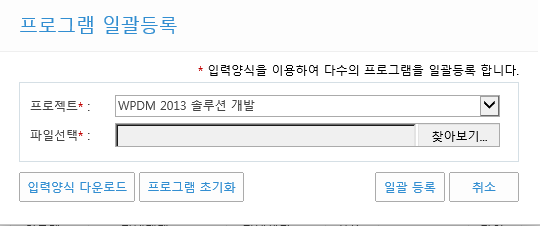 프로그램 일괄등록
* 입력양식을 이용하여 다수의 프로그램을 일괄등록 합니다.
프로젝트* : WPDM 2013 솔루션 개발
파일선택* : 찾아보기...
입력양식 다운로드 프로그램 초기화 일괄 등록 취소